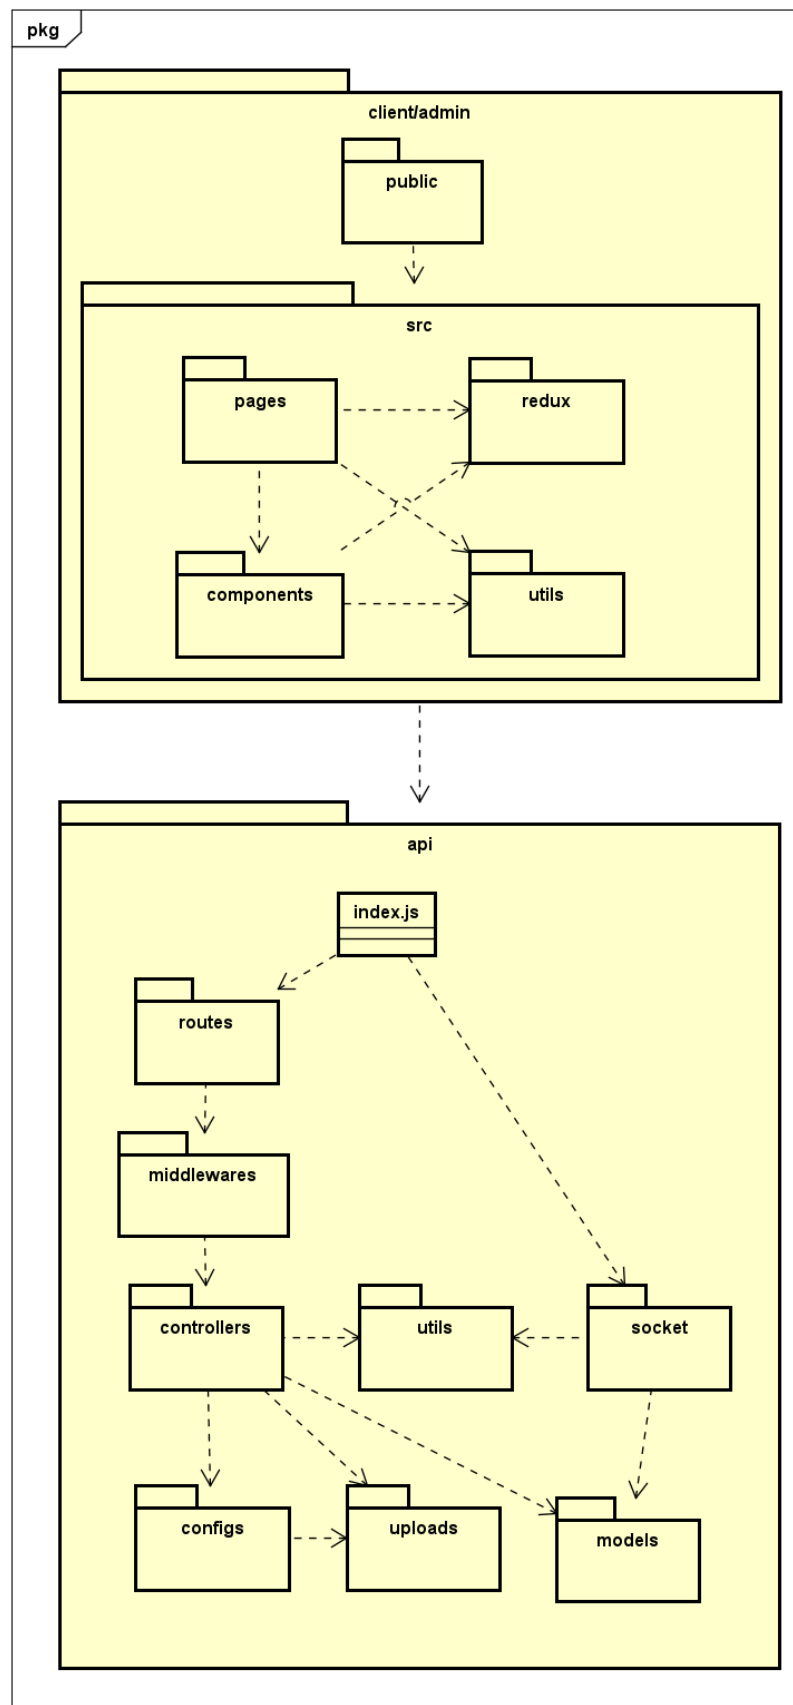 pkg
client/admin
public
src
pages
redux
components
utils
api
index.js
routes
middlewares
controllers
utils
socket
configs
uploads
models